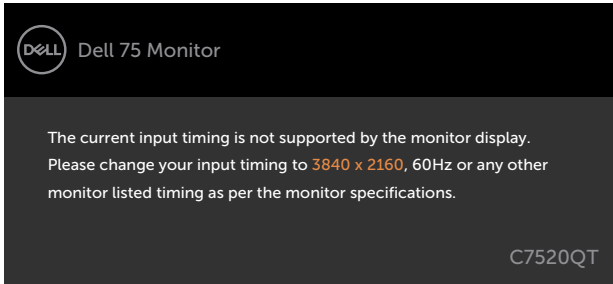 DELL
Dell 75 Monitor
The current input timing is not supported by the monitor display.
Please change your input timing to 3840 x 2160, 60Hz or any other
monitor listed timing as per the monitor specifications.
C7520QT